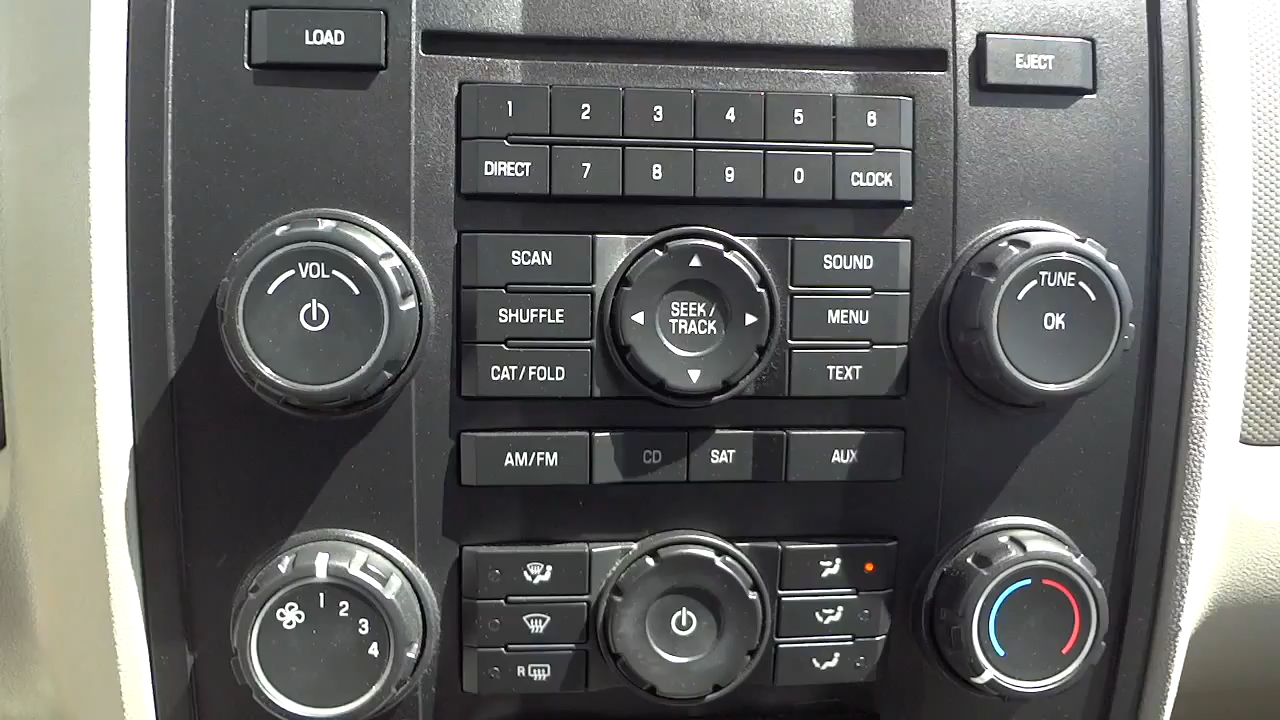 LOAD
EJECT
1 2 3 4 5 6
DIRECT 7 8 9 0 CLOCK
VOL
SCAN
SHUFFLE
CAT/FOLD
SEEK/
TRACK
SOUND
MENU
TEXT
TUNE
OK
AM/FM CD SAT AUX
1
2
3
4
R